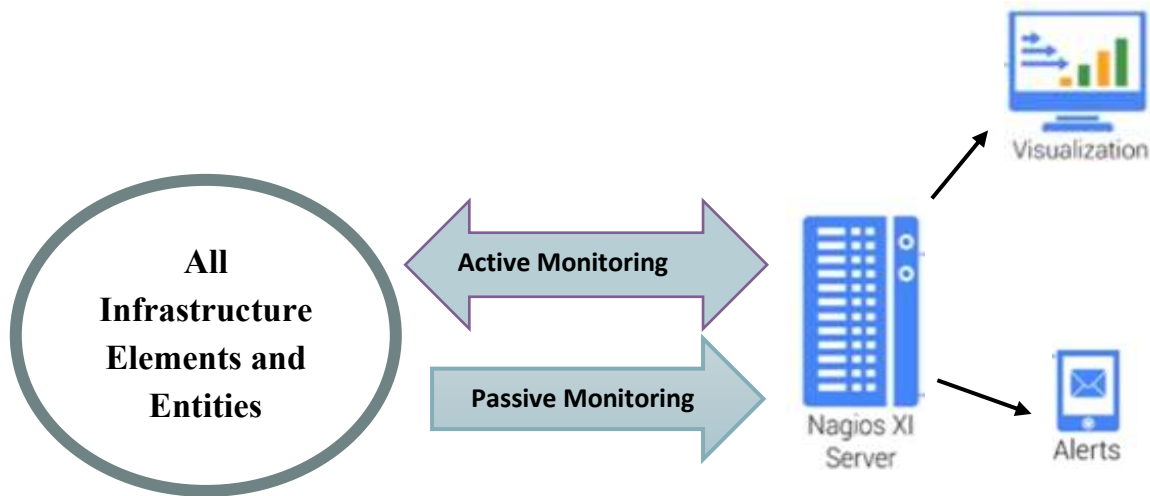 All
Infrastructure
Elements and
Entities
Active Monitoring
Passive Monitoring
Nagios XI
Server
Visualization
Alerts